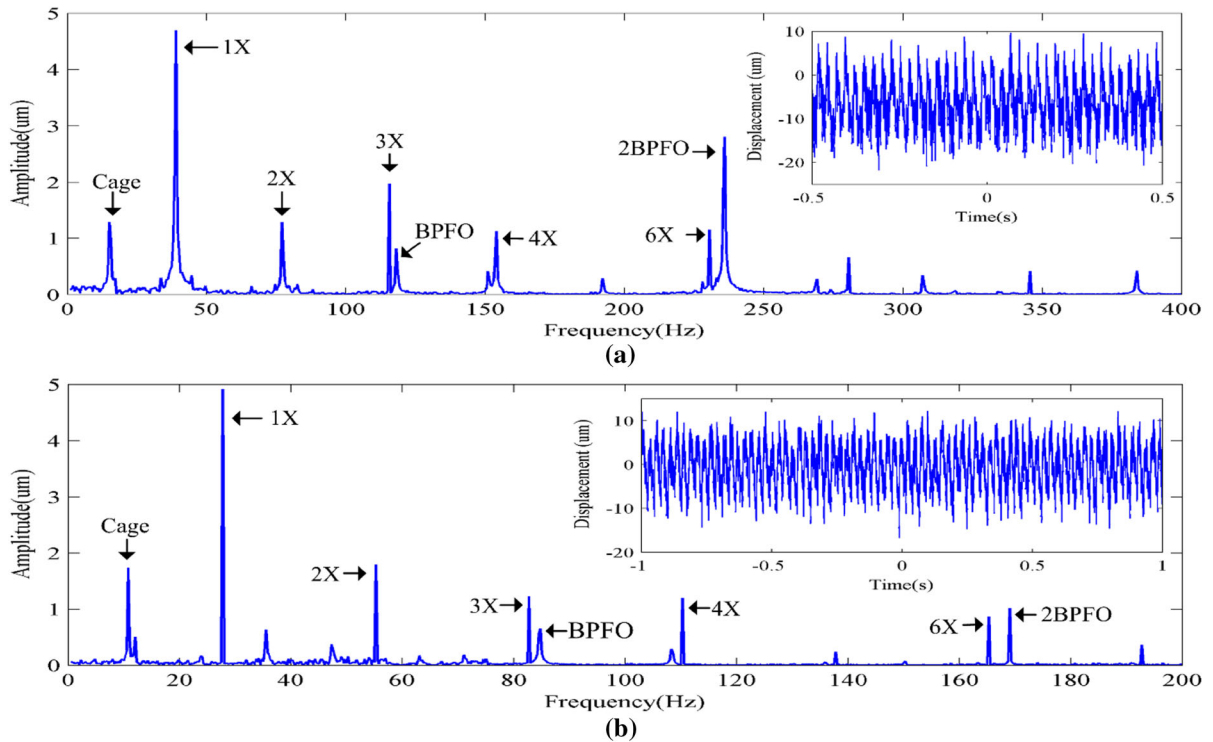 5
4
3
2
1
0
Amplitude(um)
Cage
1X
2X
3X
BPFO
4X
6X
2BPFO
10
0
-10
-20
Displacement (um)
-0.5
0
0.5
Time(s)
0
50
100
150
200
250
300
350
400
Frequency(Hz)
(a)
5
4
3
2
1
0
Amplitude(um)
Cage
1X
2X
3X
BPFO
4X
6X
2BPFO
10
0
-10
-20
Displacement (um)
-1
-0.5
0
0.5
1
Time(s)
0
20
40
60
80
100
120
140
160
180
200
Frequency(Hz)
(b)